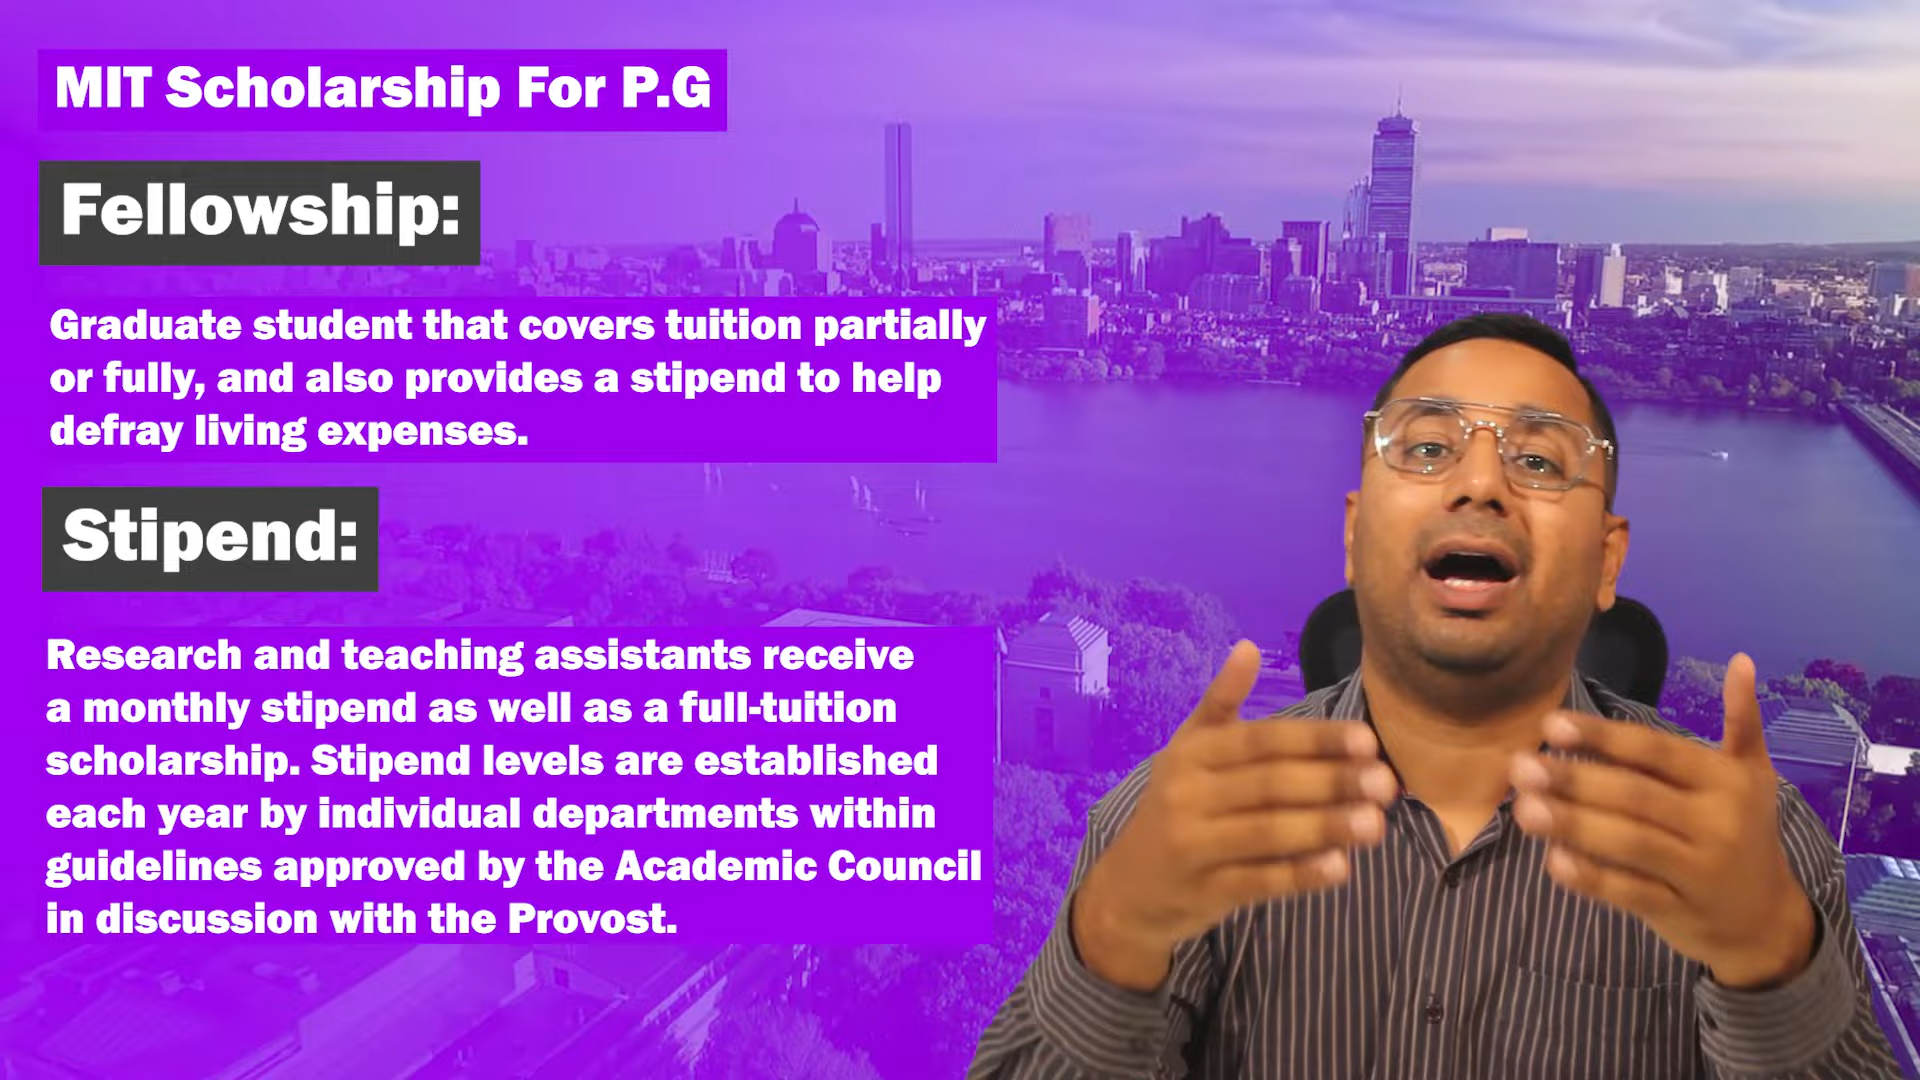 MIT Scholarship For P.G
Fellowship:
Graduate student that covers tuition partially
or fully, and also provides a stipend to help
defray living expenses.
Stipend:
Research and teaching assistants receive
a monthly stipend as well as a full-tuition
scholarship. Stipend levels are established
each year by individual departments within
guidelines approved by the Academic Council
in discussion with the Provost.